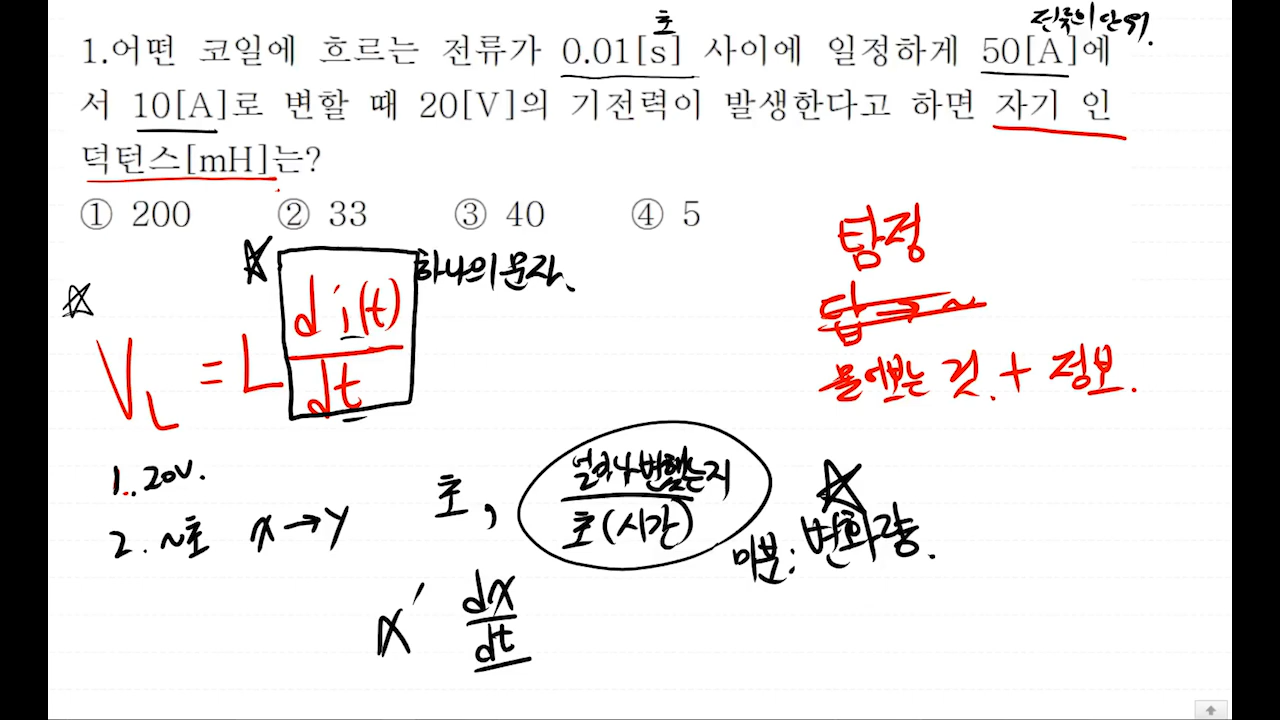 초
전류의 단위.
1.어떤 코일에 흐르는 전류가 0.01[s] 사이에 일정하게 50[A]에
서 10[A]로 변할 때 20[V]의 기전력이 발생한다고 하면 자기 인
덕턴스[mH]는?
① 200 ② 33 ③ 40 ④ 5
탐정
하나의 문자.
답 → ~
V_L = L di(t)/dt
물어보는 것. + 정보.
1. 20V.
2. ~초 x → y
초, 얼마나 변했는지/초(시간)
미분: 변화량.
x′ dx/dt